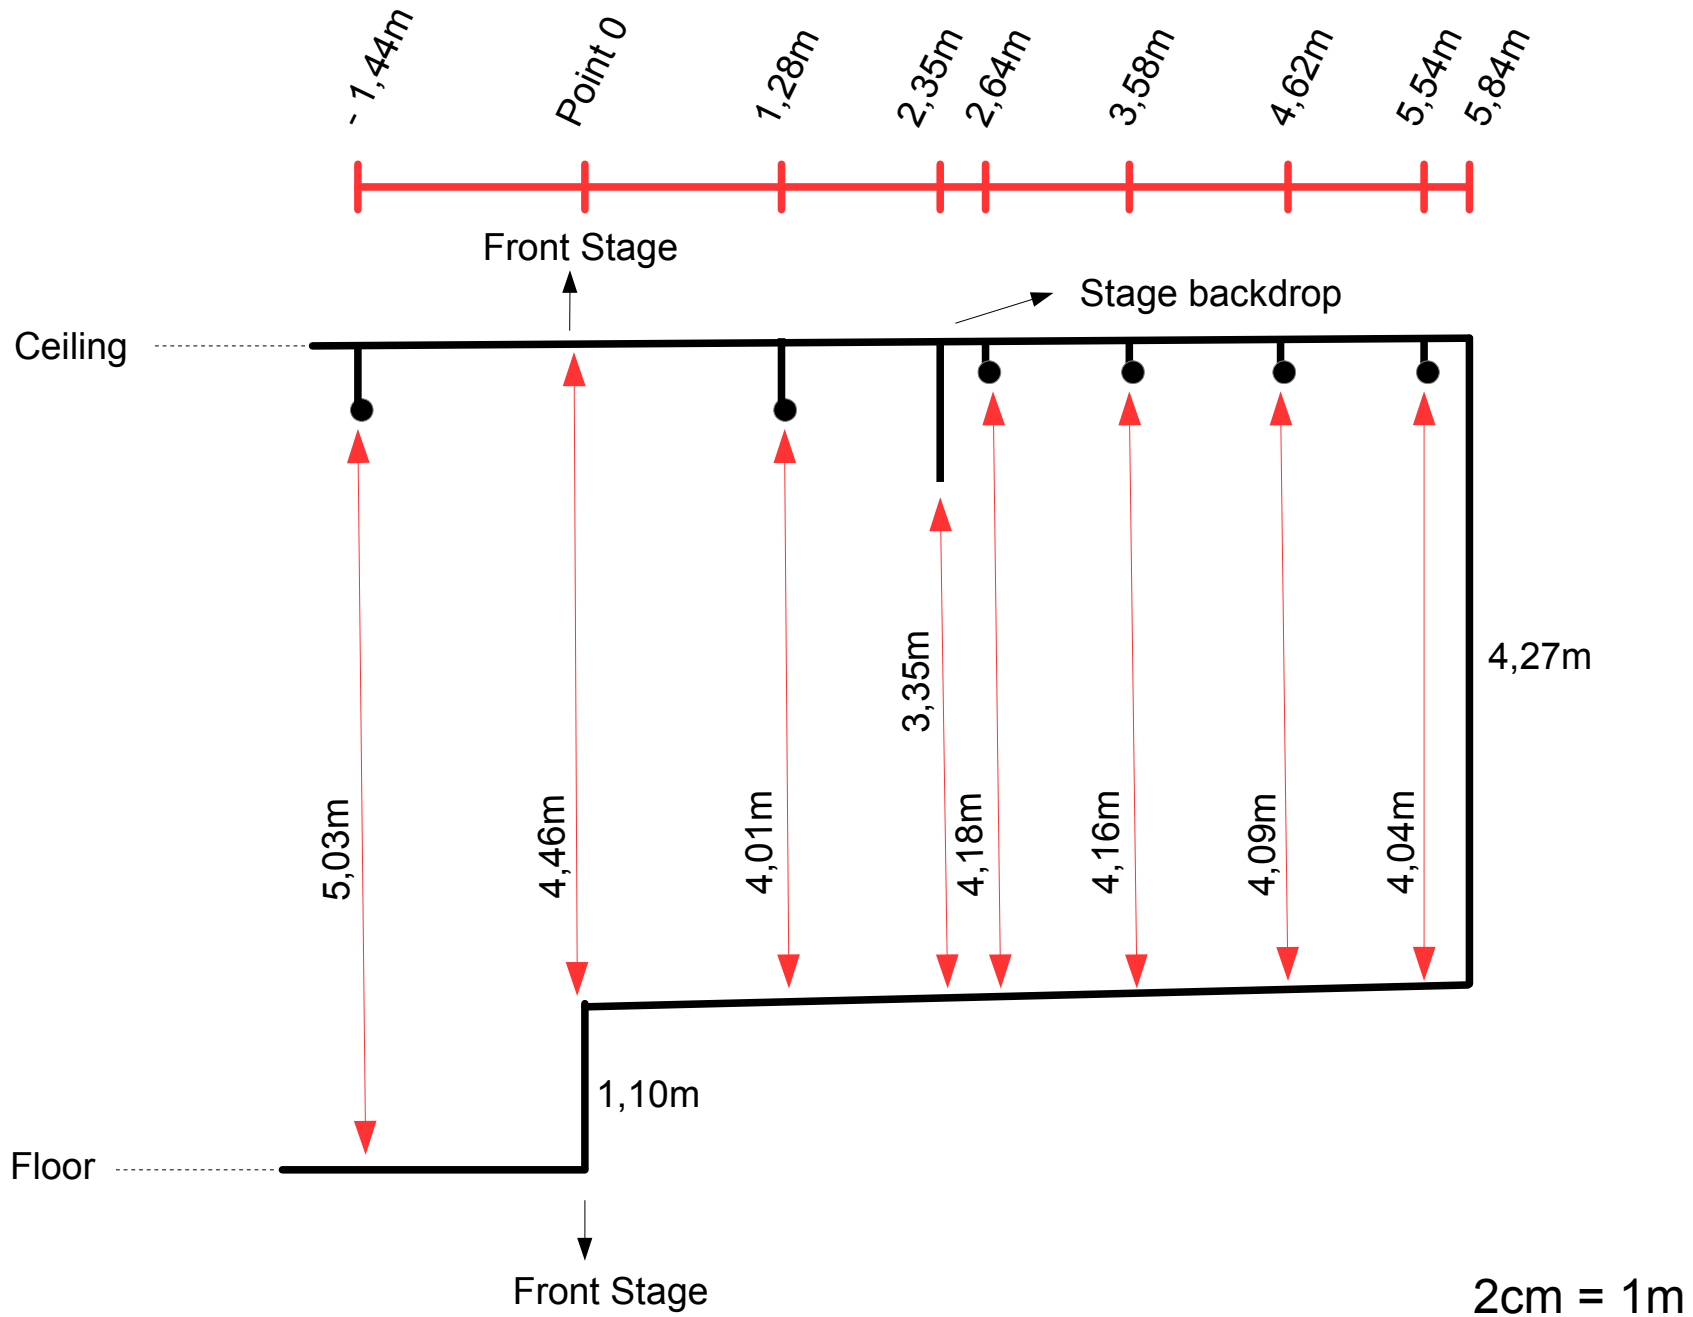 - 1,44m
Point 0
1,28m
2,35m
2,64m
3,58m
4,62m
5,54m
5,84m
Front Stage
Stage backdrop
Ceiling
3,35m
4,27m
5,03m
4,46m
4,01m
4,18m
4,16m
4,09m
4,04m
1,10m
Floor
Front Stage
2cm = 1m